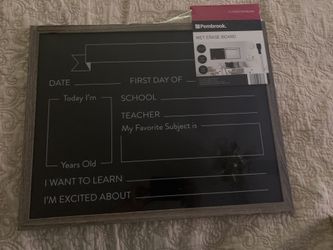 Pembrook.
WET ERASE BOARD
DATE FIRST DAY OF
Today I'm
Years Old
SCHOOL
TEACHER
My Favorite Subject is
I WANT TO LEARN
I'M EXCITED ABOUT